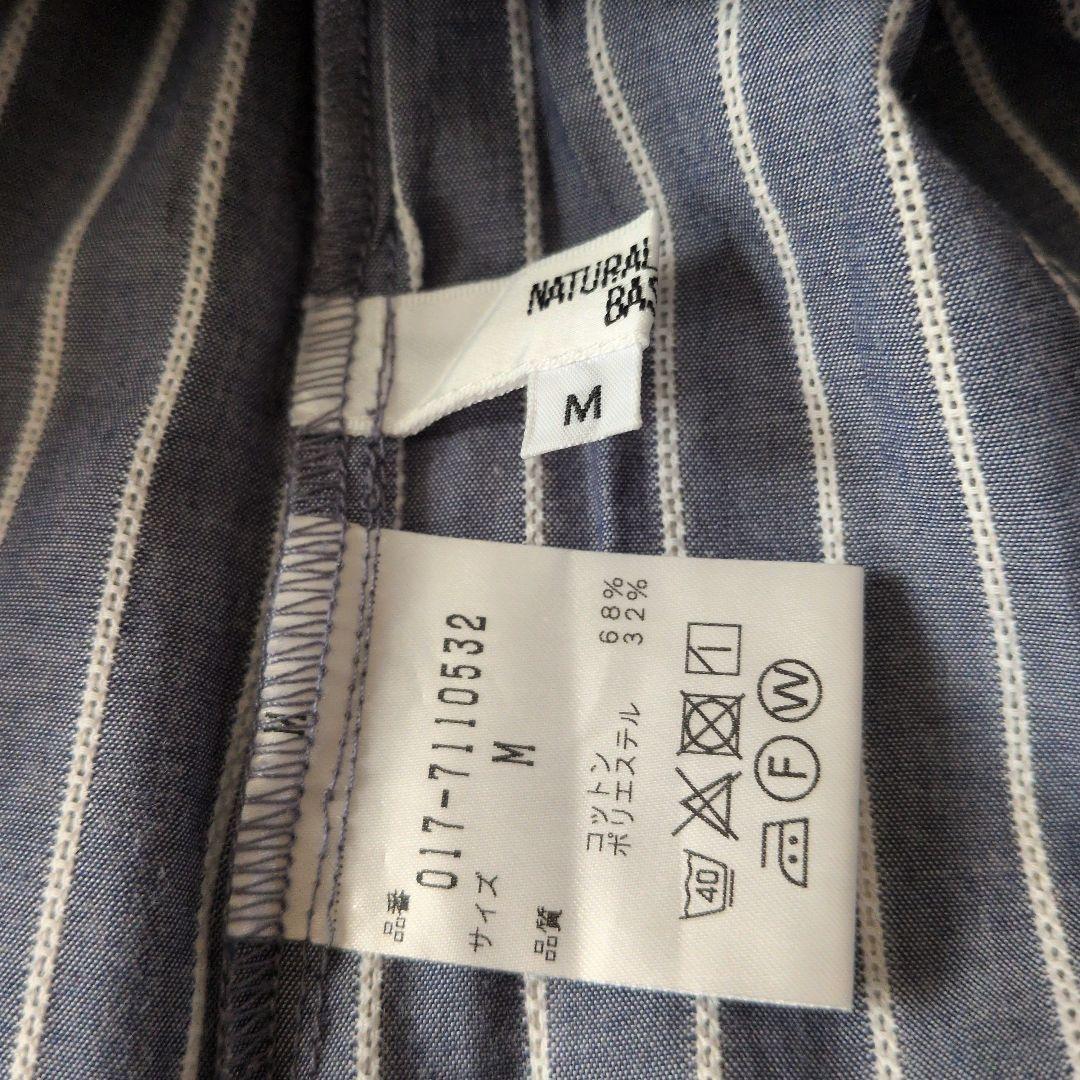 NATURAL
BAS
M
品番 017-7110532
サイズ M
品質
コットン 68%
ポリエステル 32%
40
F
W